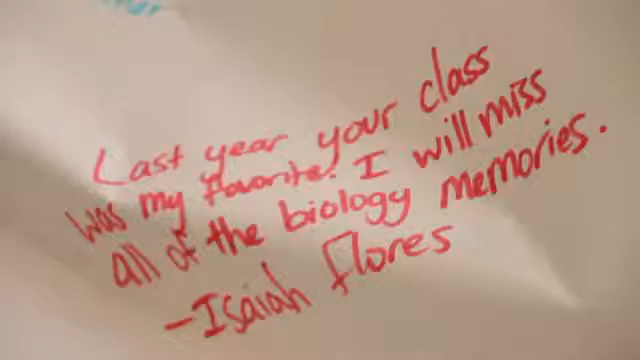 Last year your class
was my favorite. I will miss
all of the biology memories.
-Isaiah Flores